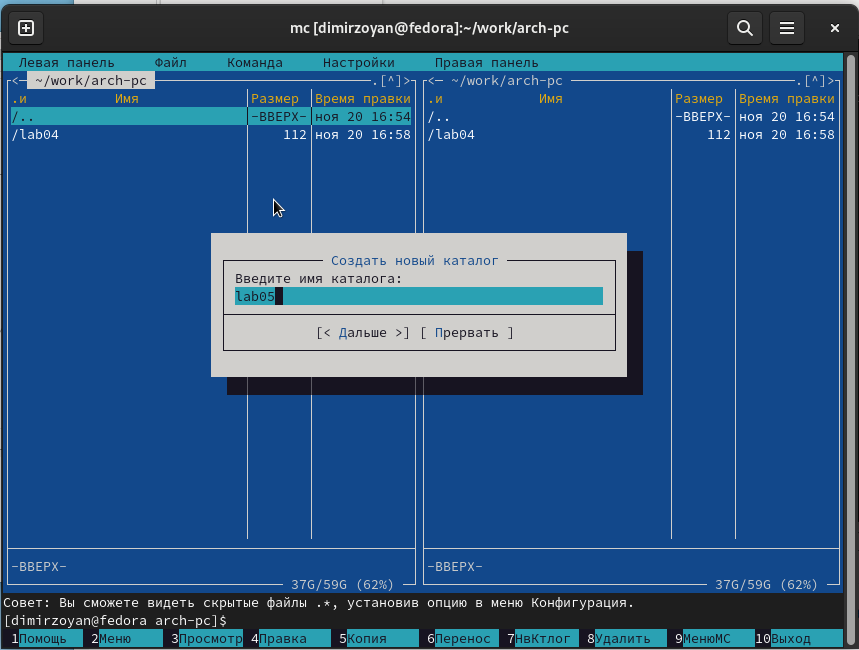 mc [dimirzoyan@fedora]:~/work/arch-pc
Левая панель Файл Команда Настройки Правая панель
<— ~/work/arch-pc .[^]> <— ~/work/arch-pc .[^]>
.и Имя Размер Время правки .и Имя Размер Время правки
/.. -ВВЕРХ- ноя 20 16:54 /.. -ВВЕРХ- ноя 20 16:54
/lab04 112 ноя 20 16:58 /lab04 112 ноя 20 16:58
Создать новый каталог
Введите имя каталога:
lab05
[< Дальше >] [ Прервать ]
-ВВЕРХ- -ВВЕРХ-
37G/59G (62%) 37G/59G (62%)
Совет: Вы сможете видеть скрытые файлы .*, установив опцию в меню Конфигурация.
[dimirzoyan@fedora arch-pc]$
1Помощь 2Меню 3Просмотр 4Правка 5Копия 6Перенос 7НвКтлог 8Удалить 9МенюMC 10Выход